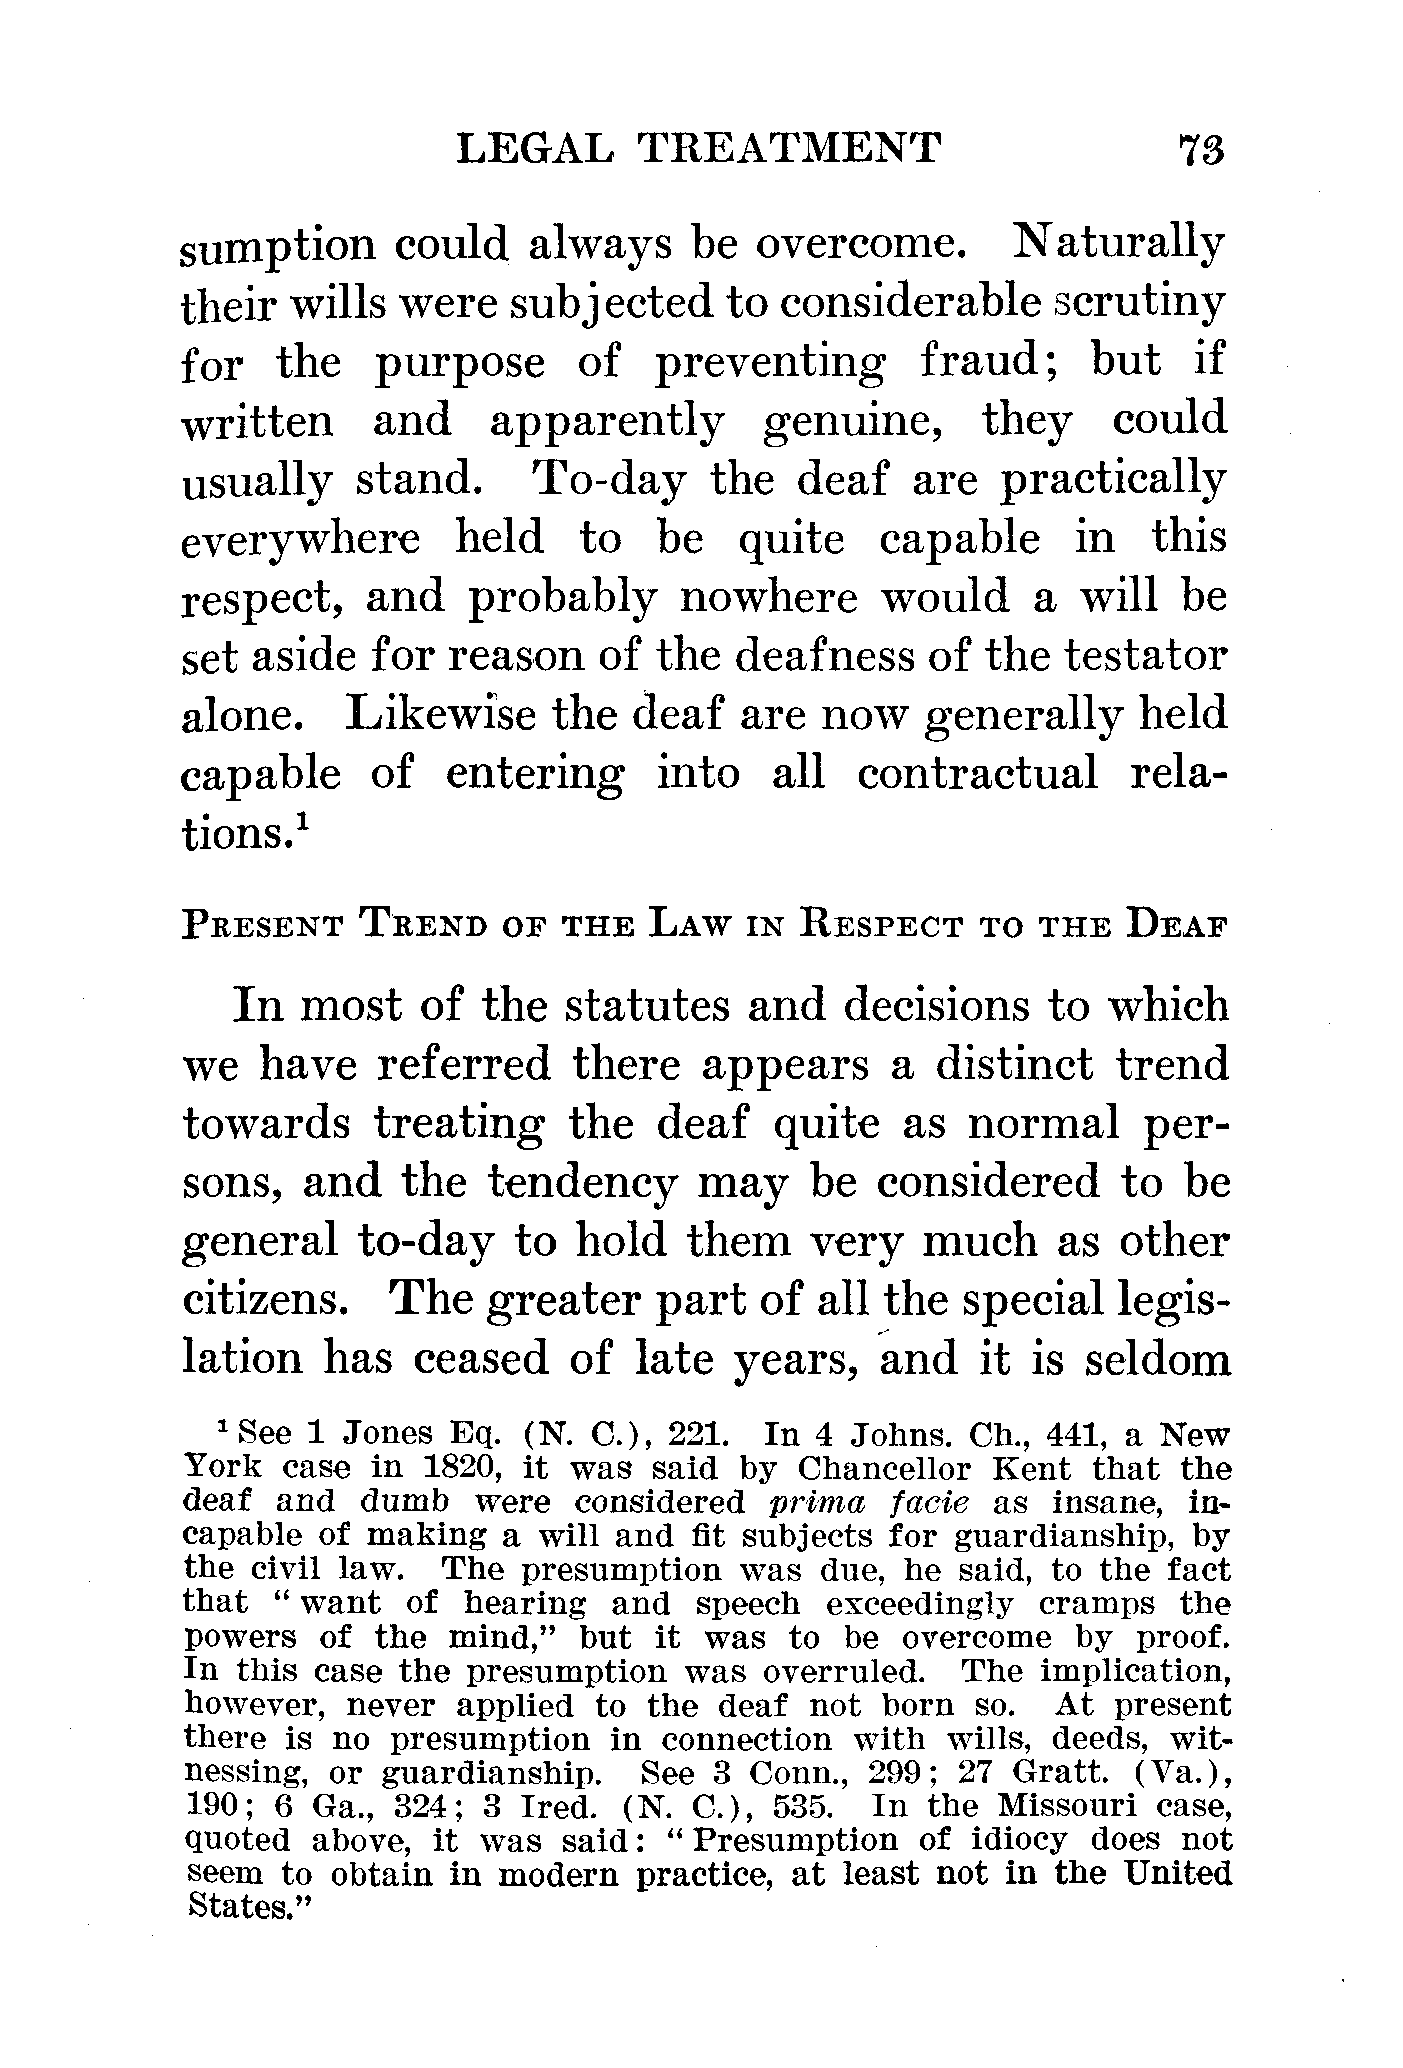 LEGAL TREATMENT 73
sumption could always be overcome. Naturally
their wills were subjected to considerable scrutiny
for the purpose of preventing fraud; but if
written and apparently genuine, they could
usually stand. To-day the deaf are practically
everywhere held to be quite capable in this
respect, and probably nowhere would a will be
set aside for reason of the deafness of the testator
alone. Likewise the deaf are now generally held
capable of entering into all contractual rela-
tions.¹
PRESENT TREND OF THE LAW IN RESPECT TO THE DEAF
In most of the statutes and decisions to which
we have referred there appears a distinct trend
towards treating the deaf quite as normal per-
sons, and the tendency may be considered to be
general to-day to hold them very much as other
citizens. The greater part of all the special legis-
lation has ceased of late years, and it is seldom
¹ See 1 Jones Eq. (N. C.), 221. In 4 Johns. Ch., 441, a New
York case in 1820, it was said by Chancellor Kent that the
deaf and dumb were considered prima facie as insane, in-
capable of making a will and fit subjects for guardianship, by
the civil law. The presumption was due, he said, to the fact
that “ want of hearing and speech exceedingly cramps the
powers of the mind,” but it was to be overcome by proof.
In this case the presumption was overruled. The implication,
however, never applied to the deaf not born so. At present
there is no presumption in connection with wills, deeds, wit-
nessing, or guardianship. See 3 Conn., 299; 27 Gratt. (Va.),
190; 6 Ga., 324; 3 Ired. (N. C.), 535. In the Missouri case,
quoted above, it was said: “ Presumption of idiocy does not
seem to obtain in modern practice, at least not in the United
States.”